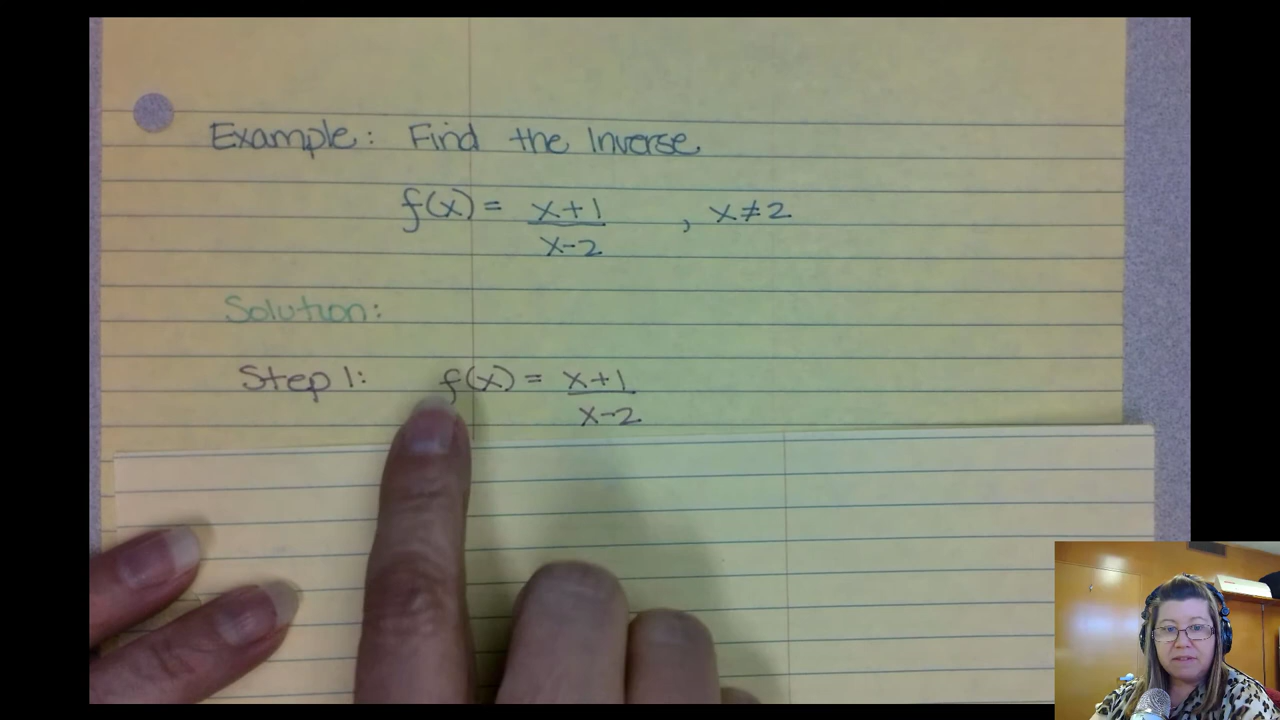 Example: Find the Inverse
f(x) = x+1 / x-2 , x≠2
Solution:
Step 1: f(x) = x+1 / x-2